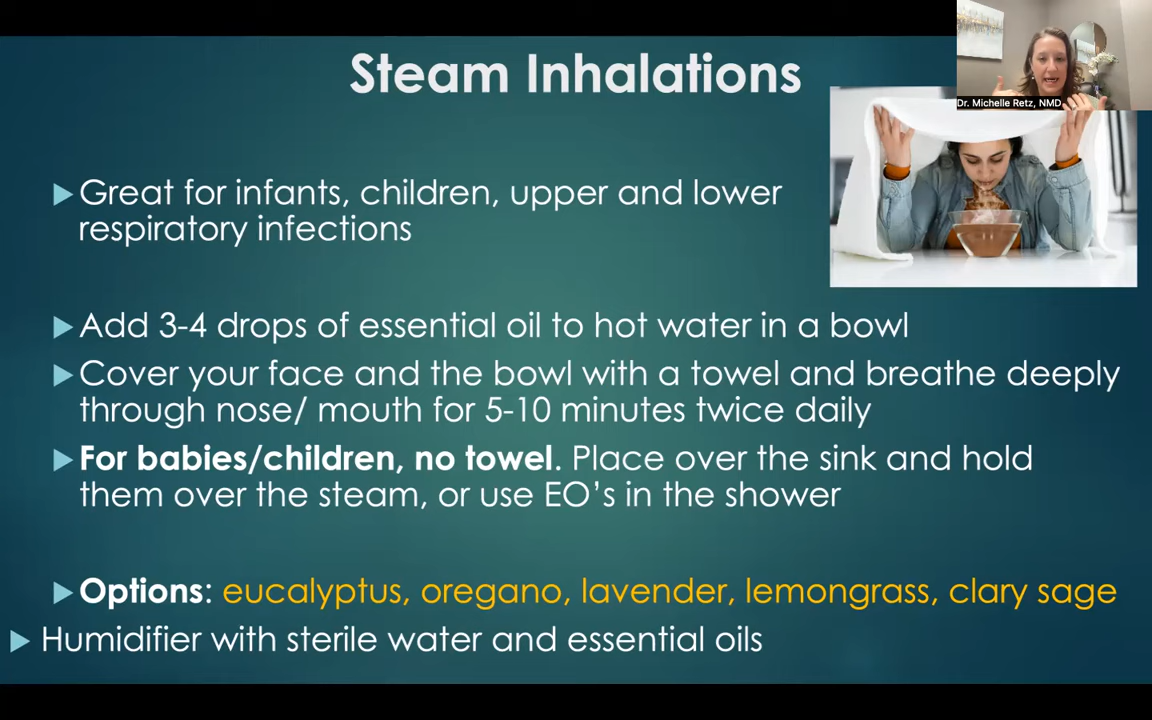 Steam Inhalations
Dr. Michelle Retz, NMD
Great for infants, children, upper and lower
respiratory infections
Add 3-4 drops of essential oil to hot water in a bowl
Cover your face and the bowl with a towel and breathe deeply
through nose/ mouth for 5-10 minutes twice daily
For babies/children, no towel. Place over the sink and hold
them over the steam, or use EO's in the shower
Options: eucalyptus, oregano, lavender, lemongrass, clary sage
Humidifier with sterile water and essential oils